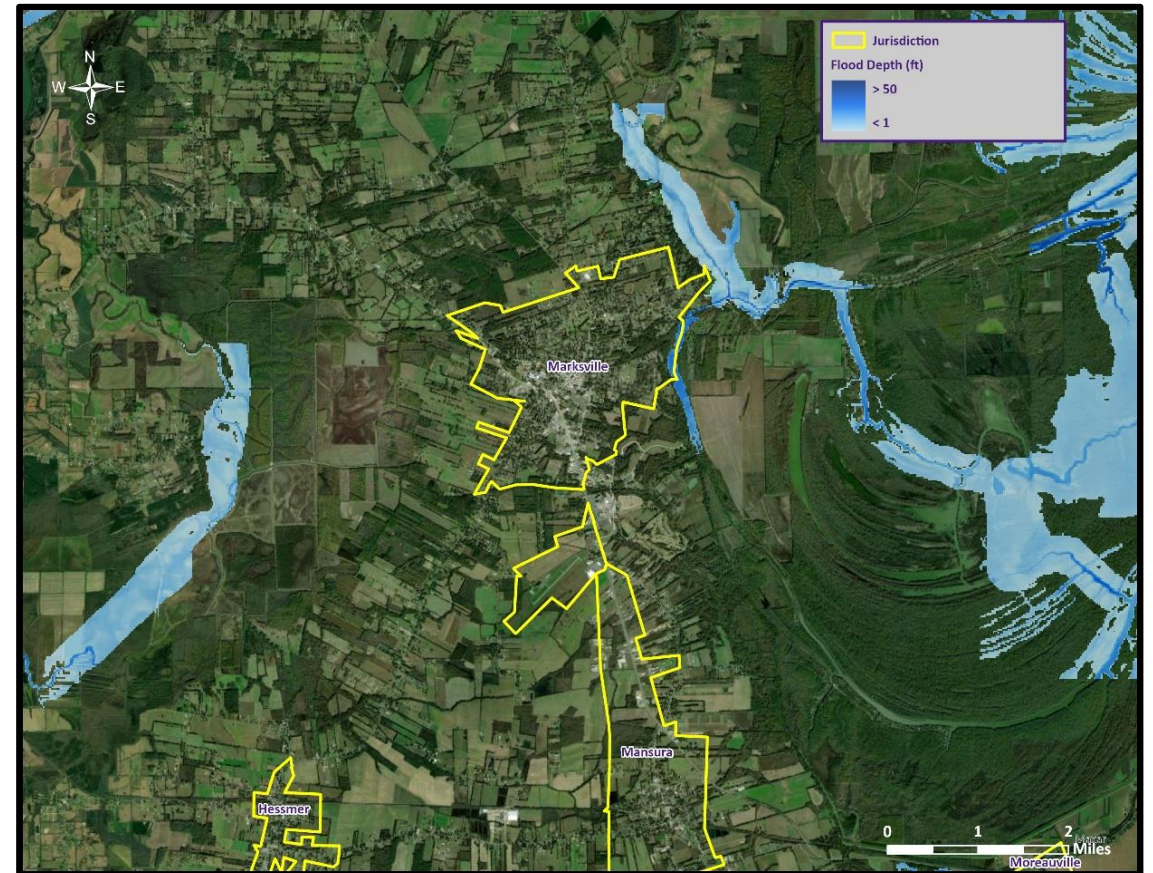 Jurisdiction
Flood Depth (ft)
> 50
< 1
N
W E
S
Marksville
Mansura
Hessmer
0 1 2
Miles
Moreauville